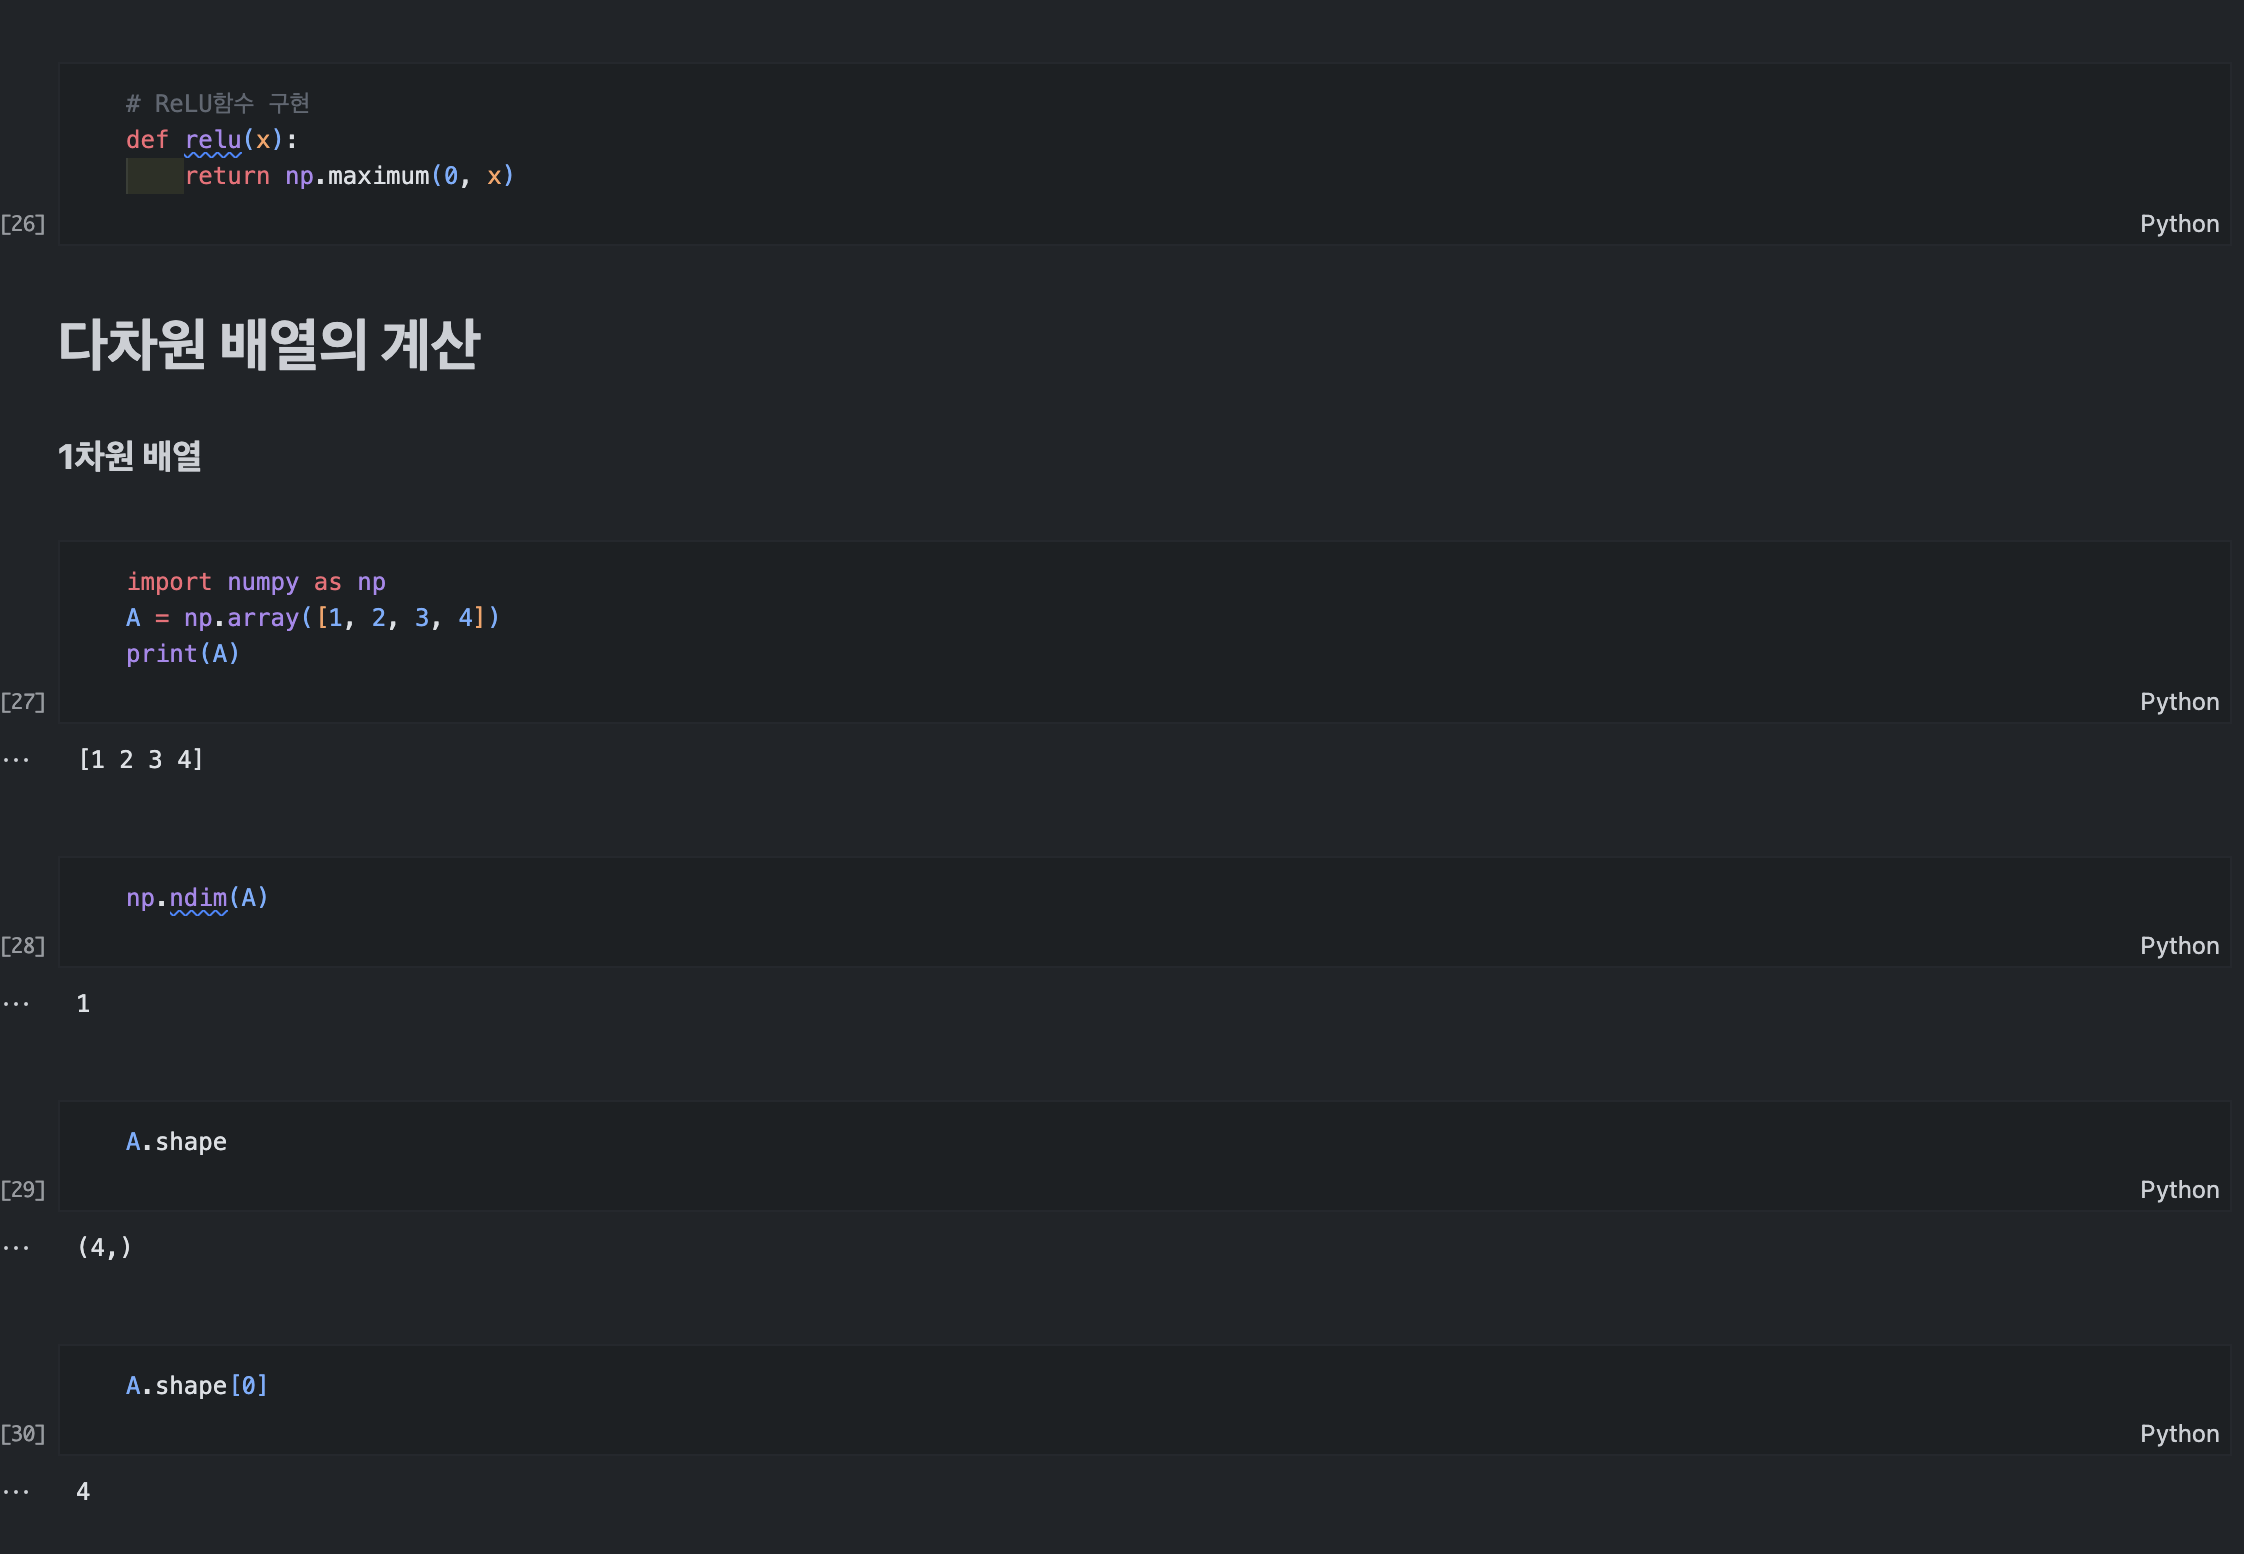 # ReLU함수 구현
def relu(x):
    return np.maximum(0, x)
[26]
Python
다차원 배열의 계산
1차원 배열
import numpy as np
A = np.array([1, 2, 3, 4])
print(A)
[27]
Python
... [1 2 3 4]
np.ndim(A)
[28]
Python
... 1
A.shape
[29]
Python
... (4,)
A.shape[0]
[30]
Python
... 4